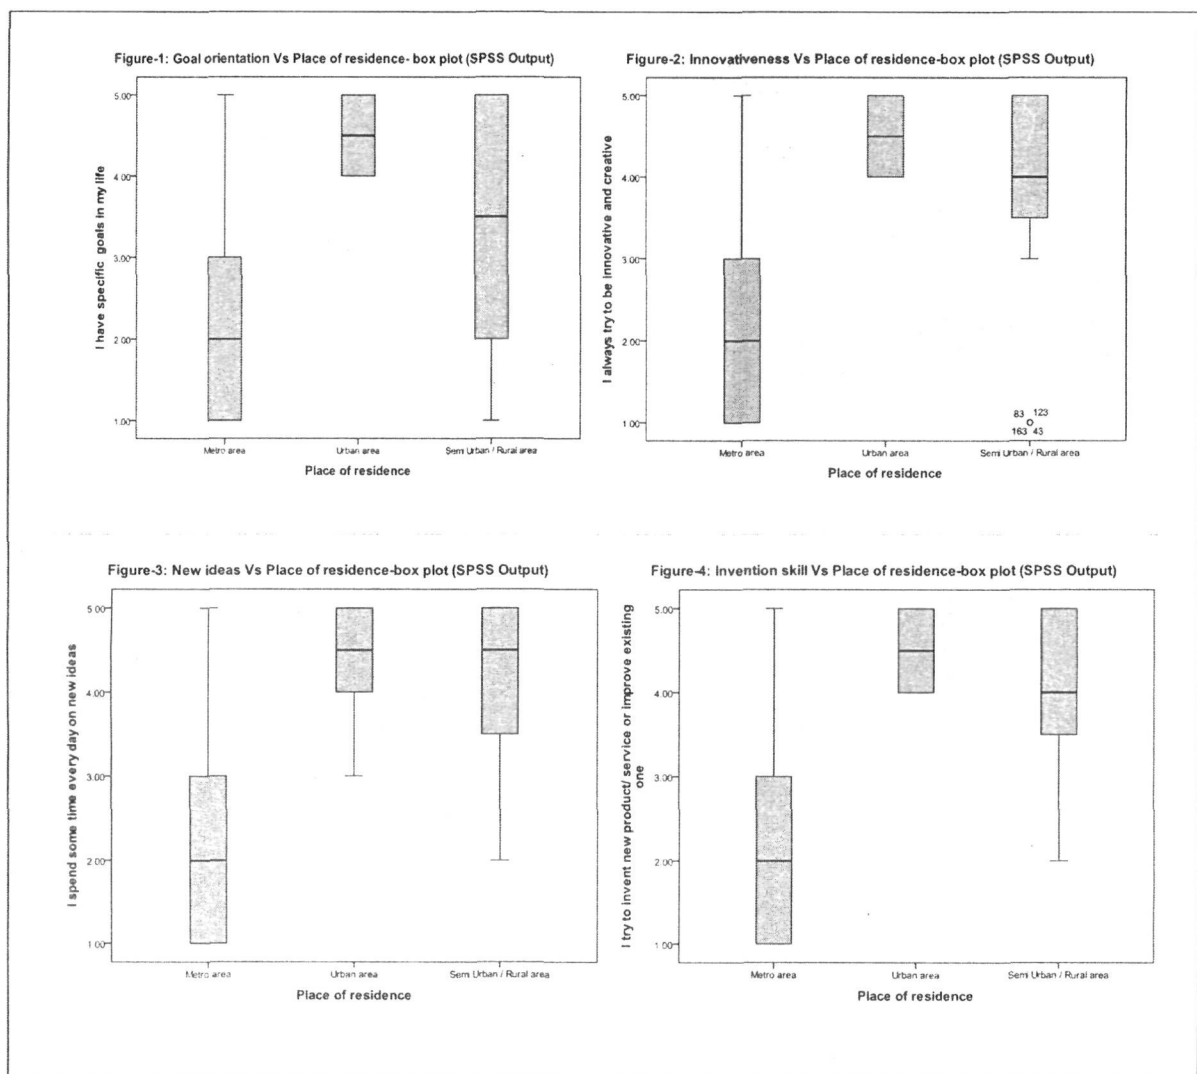 Figure-1: Goal orientation Vs Place of residence- box plot (SPSS Output)
I have specific goals in my life
5.00
4.00
3.00
2.00
1.00
Metro area
Urban area
Semi Urban / Rural area
Place of residence
Figure-2: Innovativeness Vs Place of residence-box plot (SPSS Output)
I always try to be innovative and creative
5.00
4.00
3.00
2.00
1.00
83 123
163 43
Metro area
Urban area
Semi Urban / Rural area
Place of residence
Figure-3: New ideas Vs Place of residence-box plot (SPSS Output)
I spend some time every day on new ideas
5.00
4.00
3.00
2.00
1.00
Metro area
Urban area
Semi Urban / Rural area
Place of residence
Figure-4: Invention skill Vs Place of residence-box plot (SPSS Output)
I try to invent new product/ service or improve existing
one
5.00
4.00
3.00
2.00
1.00
Metro area
Urban area
Semi Urban / Rural area
Place of residence